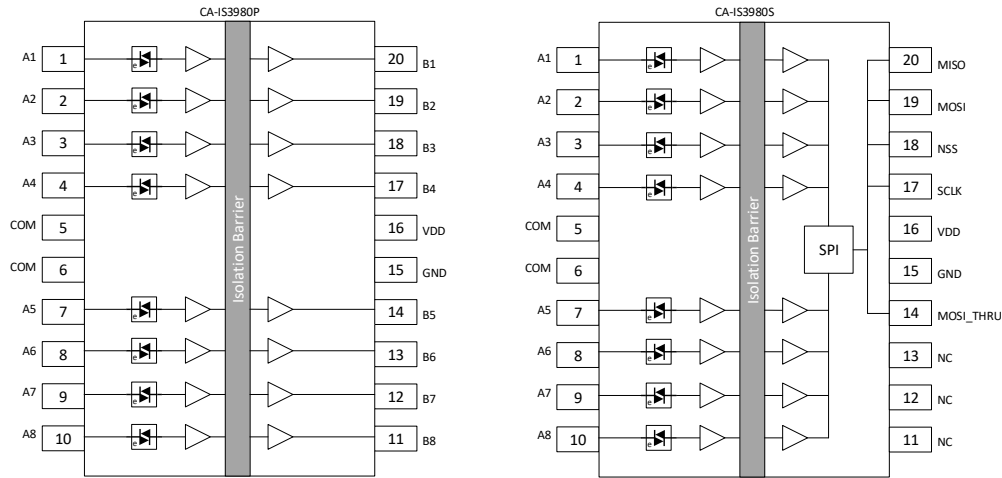 CA-IS3980P
A1 1 e 20 B1
A2 2 e 19 B2
A3 3 e 18 B3
A4 4 e 17 B4
COM 5 16 VDD
COM 6 15 GND
A5 7 e 14 B5
A6 8 e 13 B6
A7 9 e 12 B7
A8 10 e 11 B8
Isolation Barrier
CA-IS3980S
A1 1 e 20 MISO
A2 2 e 19 MOSI
A3 3 e 18 NSS
A4 4 e 17 SCLK
COM 5 16 VDD
SPI
COM 6 15 GND
A5 7 e 14 MOSI_THRU
A6 8 e 13 NC
A7 9 e 12 NC
A8 10 e 11 NC
Isolation Barrier